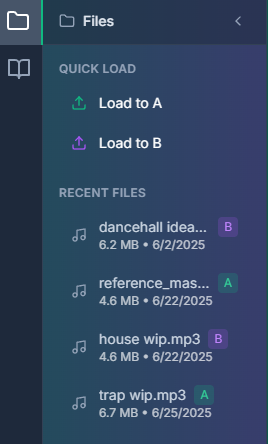 Files
QUICK LOAD
Load to A
Load to B
RECENT FILES
dancehall idea... B
6.2 MB • 6/2/2025
reference_mas... A
4.6 MB • 6/22/2025
house wip.mp3 B
4.6 MB • 6/22/2025
trap wip.mp3 A
6.7 MB • 6/25/2025